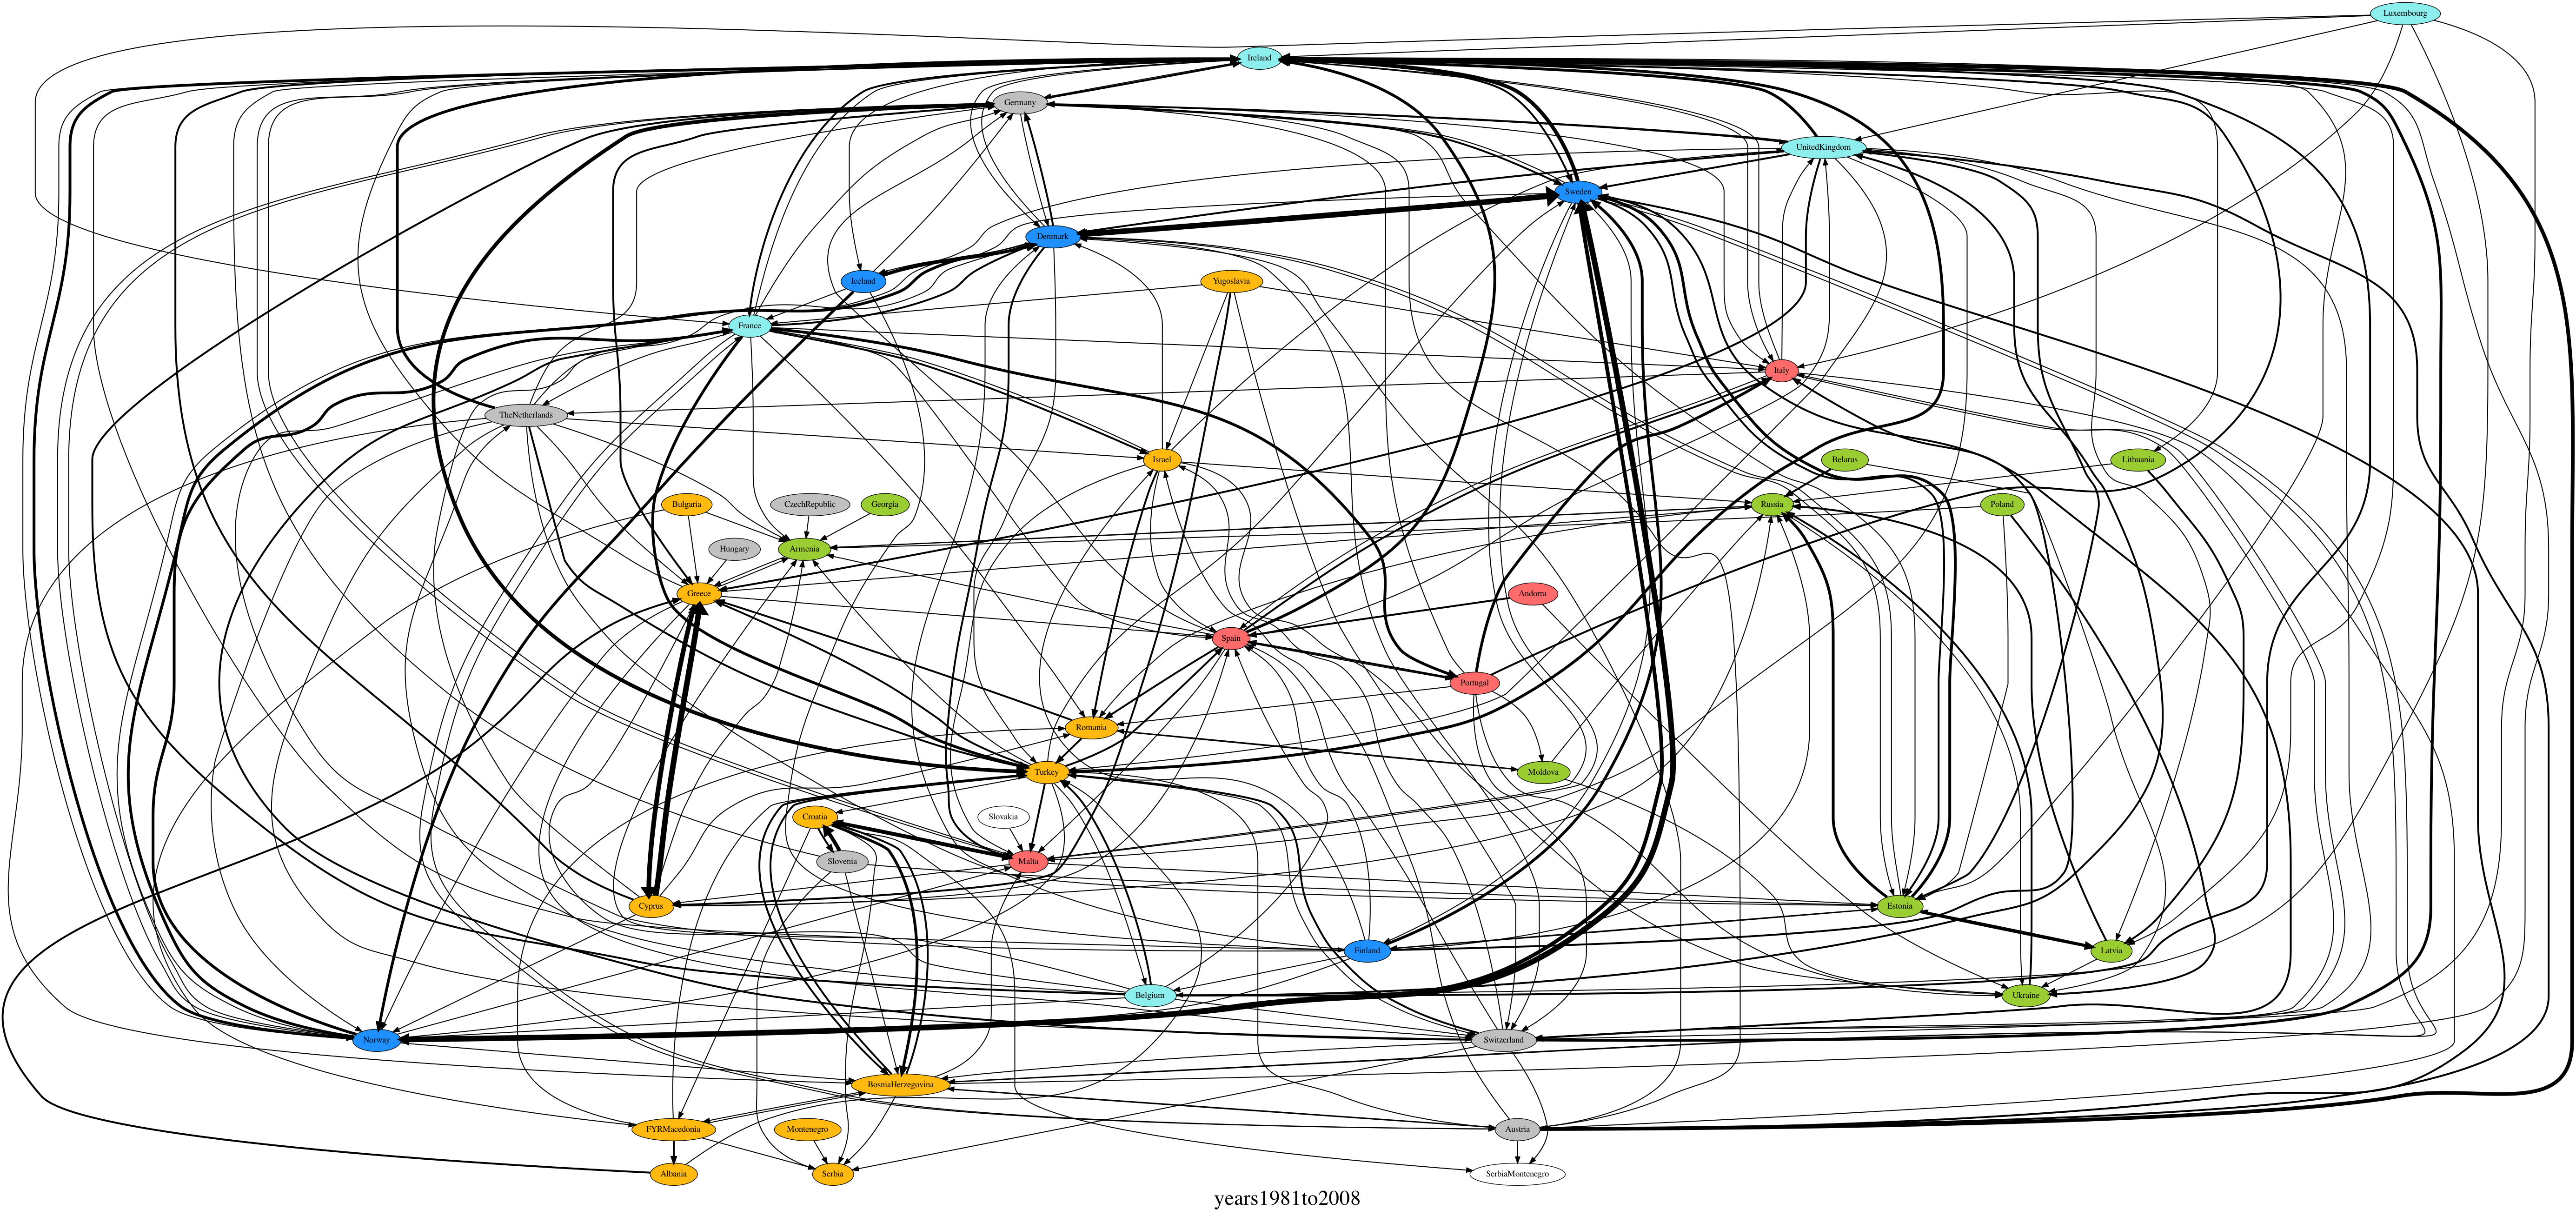 Luxembourg
Ireland
Germany
UnitedKingdom
Sweden
Denmark
Iceland
Yugoslavia
France
Italy
TheNetherlands
Israel
Belarus
Lithuania
Bulgaria
CzechRepublic
Georgia
Russia
Poland
Hungary
Armenia
Greece
Andorra
Spain
Portugal
Romania
Turkey
Moldova
Croatia
Slovakia
Slovenia
Malta
Cyprus
Estonia
Finland
Latvia
Belgium
Ukraine
Norway
Switzerland
BosniaHerzegovina
FYRMacedonia
Montenegro
Austria
Albania
Serbia
SerbiaMontenegro
years1981to2008